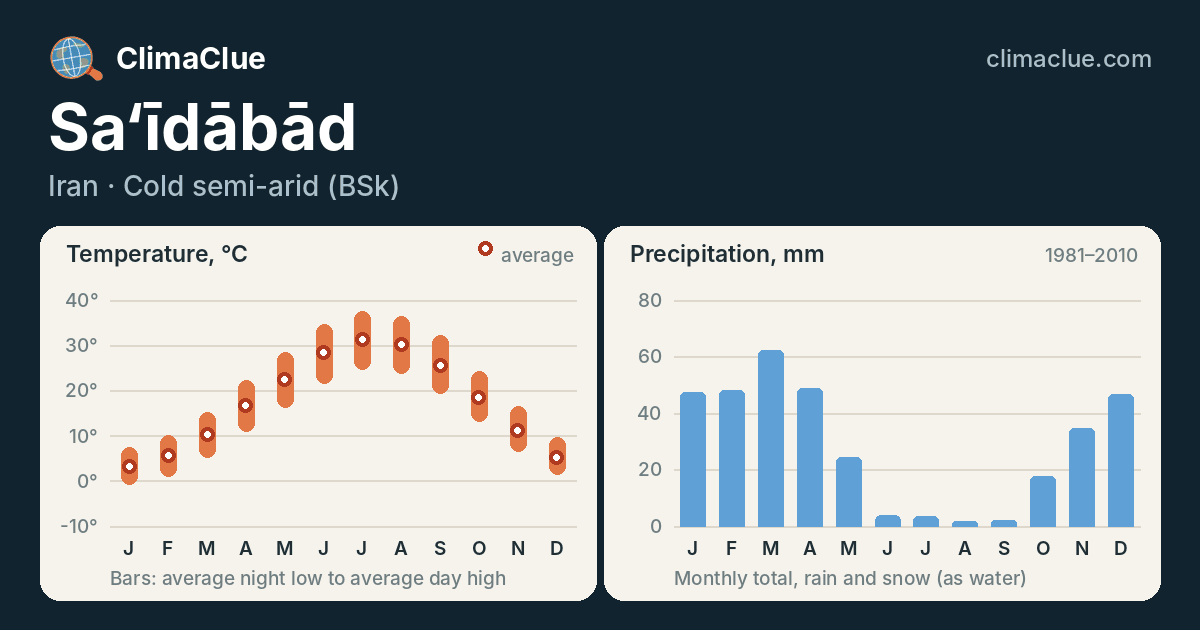 ClimaClue
climaclue.com
Sa‘īdābād
Iran · Cold semi-arid (BSk)
Temperature, °C
average
40°
30°
20°
10°
0°
-10°
J F M A M J J A S O N D
Bars: average night low to average day high
Precipitation, mm
1981–2010
80
60
40
20
0
J F M A M J J A S O N D
Monthly total, rain and snow (as water)